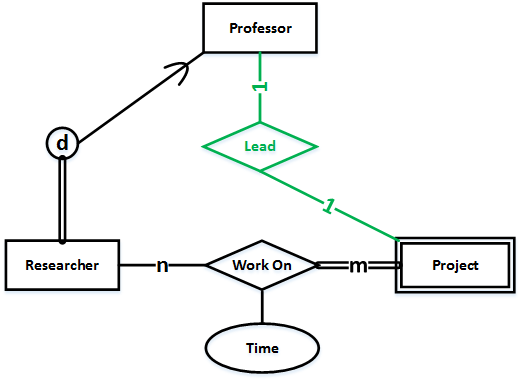 Professor
1
d
Lead
1
Researcher
n
Work On
m
Project
Time